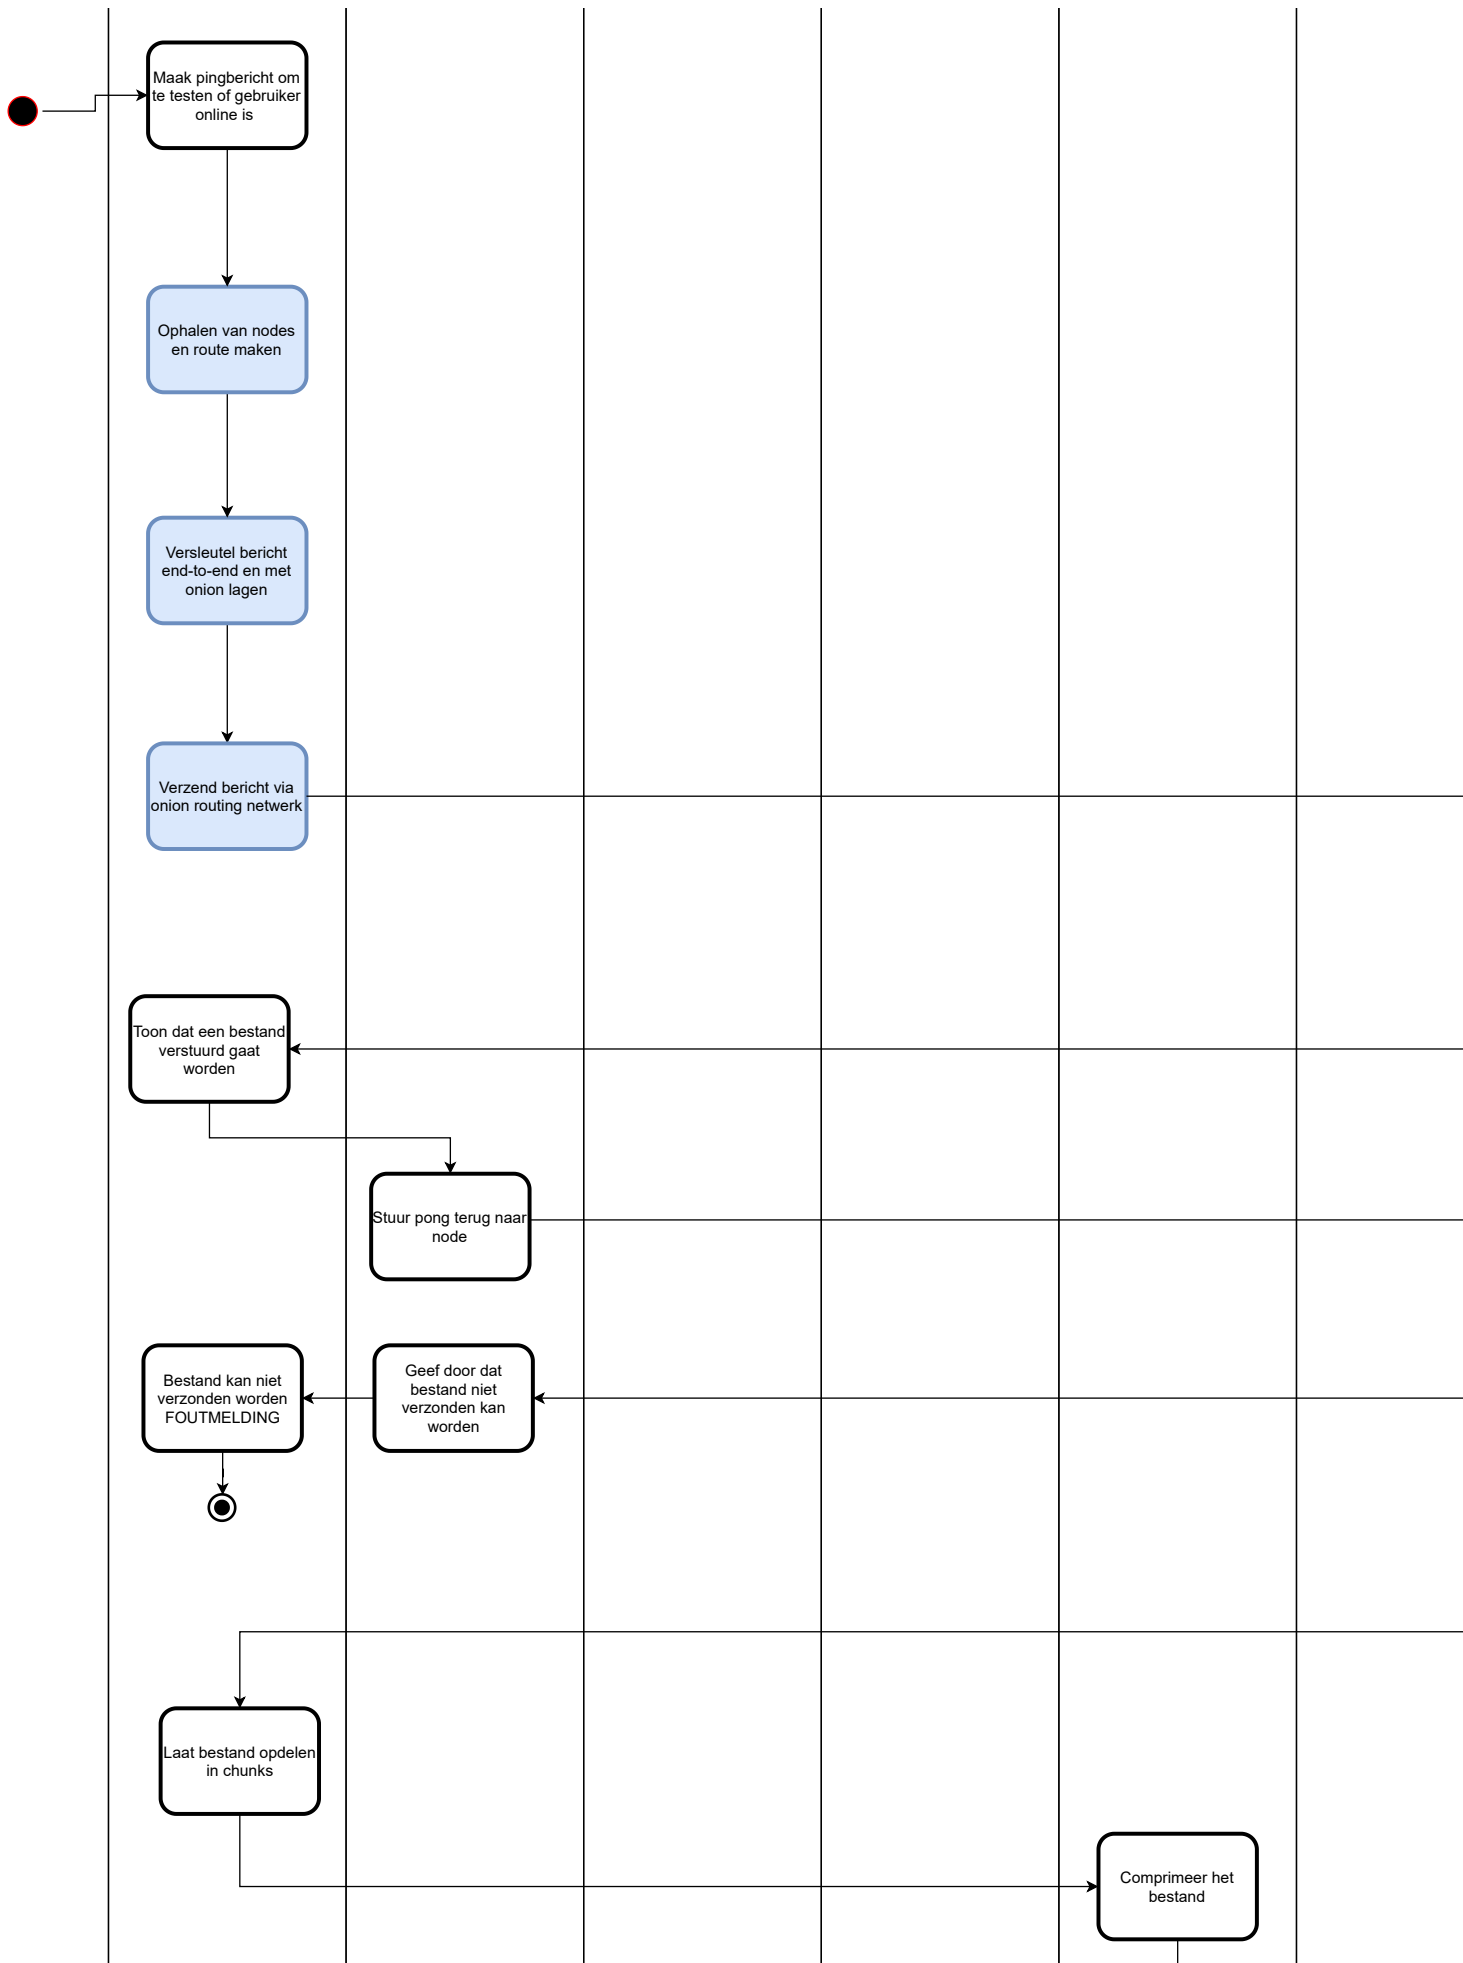 Maak pingbericht om
te testen of gebruiker
online is
Ophalen van nodes
en route maken
Versleutel bericht
end-to-end en met
onion lagen
Verzend bericht via
onion routing netwerk
Toon dat een bestand
verstuurd gaat
worden
Stuur pong terug naar
node
Bestand kan niet
verzonden worden
FOUTMELDING
Geef door dat
bestand niet
verzonden kan
worden
Laat bestand opdelen
in chunks
Comprimeer het
bestand